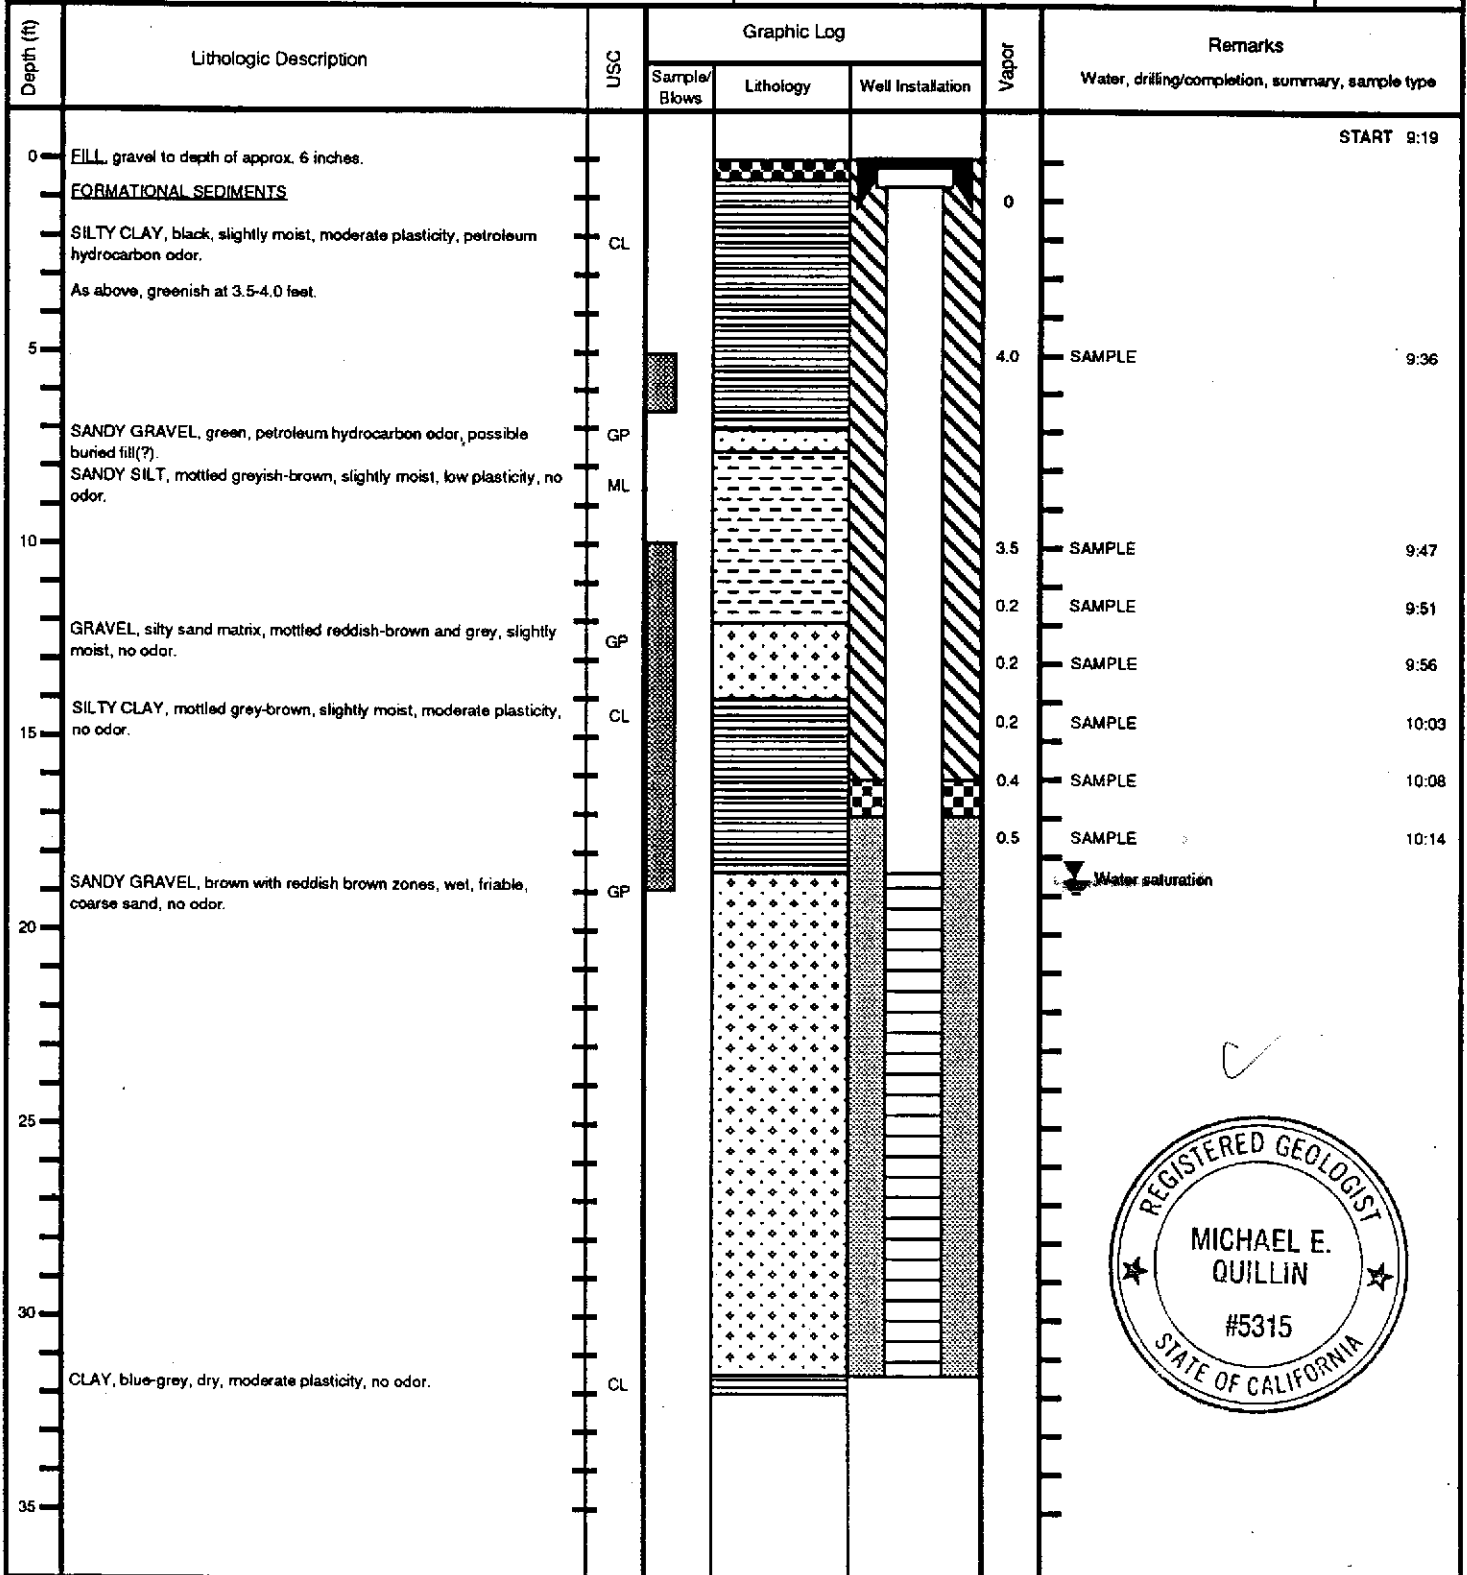 Depth (ft)
Lithologic Description
USC
Graphic Log
Sample/
Blows
Lithology
Well Installation
Vapor
Remarks
Water, drilling/completion, summary, sample type
START 9:19
0 FILL, gravel to depth of approx. 6 inches.
FORMATIONAL SEDIMENTS
0
SILTY CLAY, black, slightly moist, moderate plasticity, petroleum
hydrocarbon odor.
CL
As above, greenish at 3.5-4.0 feet.
5 4.0 SAMPLE 9:36
SANDY GRAVEL, green, petroleum hydrocarbon odor, possible
buried fill(?).
GP
SANDY SILT, mottled greyish-brown, slightly moist, low plasticity, no
odor.
ML
10 3.5 SAMPLE 9:47
0.2 SAMPLE 9:51
GRAVEL, silty sand matrix, mottled reddish-brown and grey, slightly
moist, no odor.
GP
0.2 SAMPLE 9:56
SILTY CLAY, mottled grey-brown, slightly moist, moderate plasticity,
no odor.
CL
15 0.2 SAMPLE 10:03
0.4 SAMPLE 10:08
0.5 SAMPLE 10:14
Water saturation
SANDY GRAVEL, brown with reddish brown zones, wet, friable,
coarse sand, no odor.
GP
20
25
30
CLAY, blue-grey, dry, moderate plasticity, no odor.
CL
35
REGISTERED GEOLOGIST
MICHAEL E.
QUILLIN
#5315
STATE OF CALIFORNIA